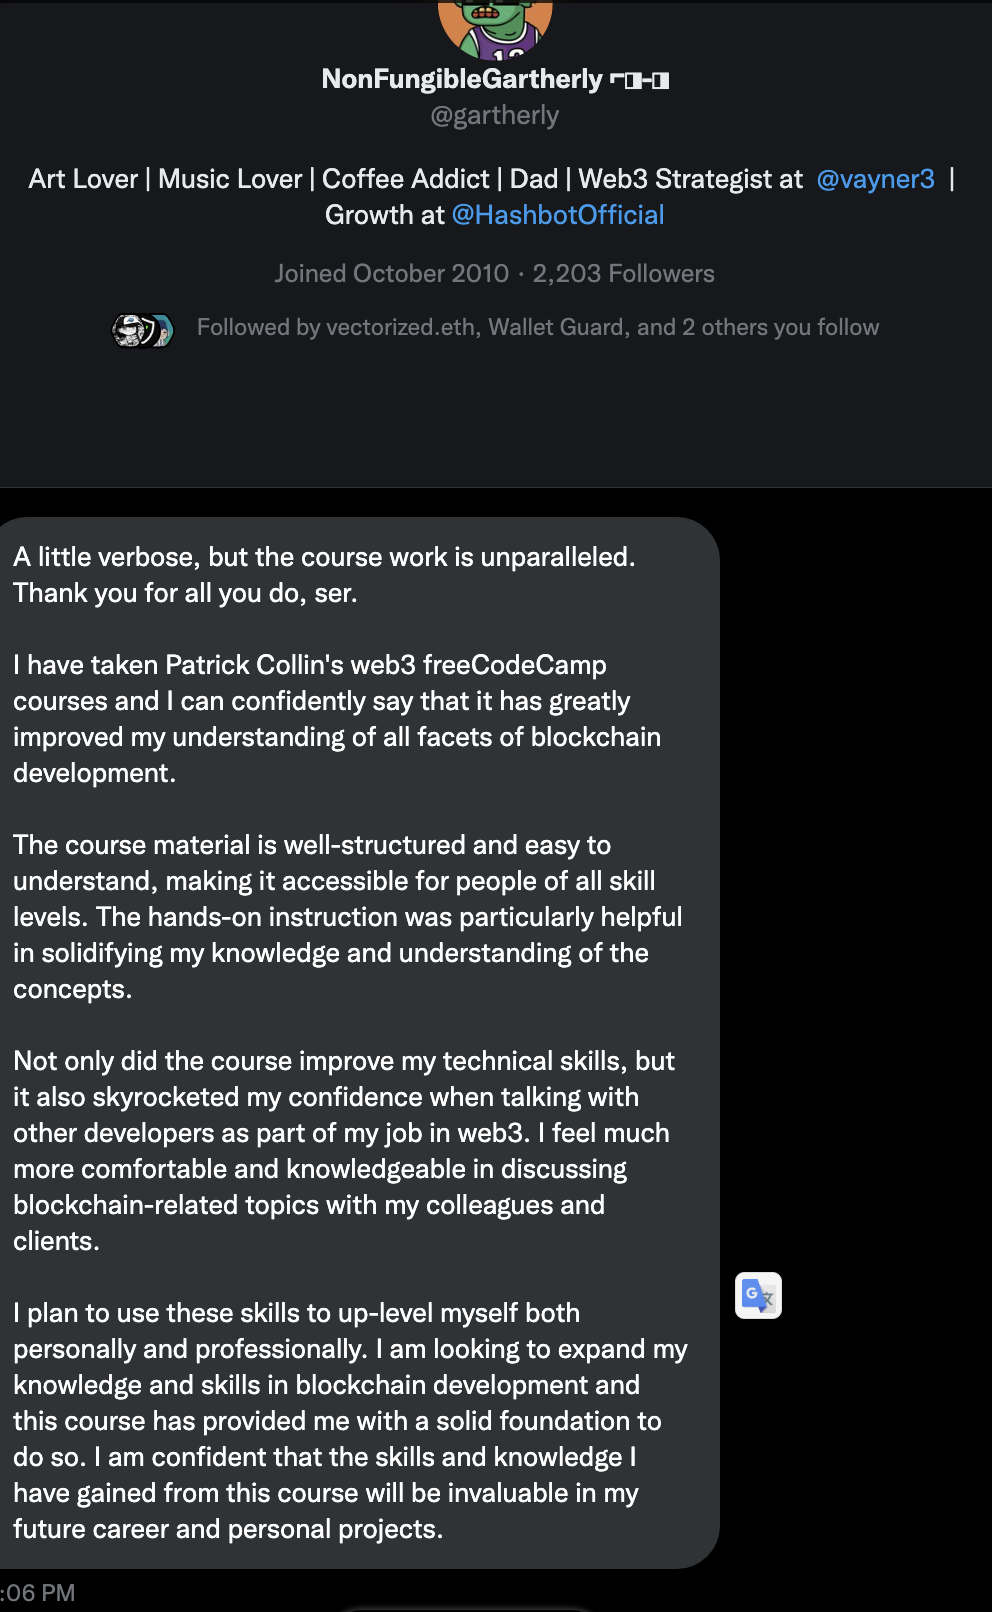 NonFungibleGartherly ⌐◨-◨
@gartherly
Art Lover | Music Lover | Coffee Addict | Dad | Web3 Strategist at @vayner3 |
Growth at @HashbotOfficial
Joined October 2010 · 2,203 Followers
Followed by vectorized.eth, Wallet Guard, and 2 others you follow
A little verbose, but the course work is unparalleled.
Thank you for all you do, ser.
I have taken Patrick Collin's web3 freeCodeCamp
courses and I can confidently say that it has greatly
improved my understanding of all facets of blockchain
development.
The course material is well-structured and easy to
understand, making it accessible for people of all skill
levels. The hands-on instruction was particularly helpful
in solidifying my knowledge and understanding of the
concepts.
Not only did the course improve my technical skills, but
it also skyrocketed my confidence when talking with
other developers as part of my job in web3. I feel much
more comfortable and knowledgeable in discussing
blockchain-related topics with my colleagues and
clients.
I plan to use these skills to up-level myself both
personally and professionally. I am looking to expand my
knowledge and skills in blockchain development and
this course has provided me with a solid foundation to
do so. I am confident that the skills and knowledge I
have gained from this course will be invaluable in my
future career and personal projects.
:06 PM